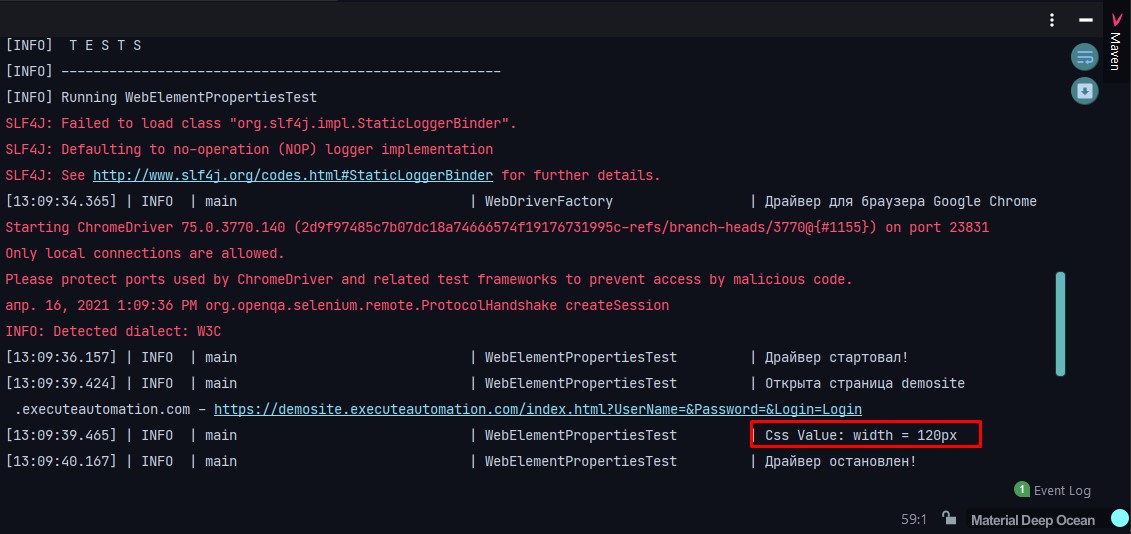 Maven
[INFO]  T E S T S
[INFO] -------------------------------------------------------
[INFO] Running WebElementPropertiesTest
SLF4J: Failed to load class "org.slf4j.impl.StaticLoggerBinder".
SLF4J: Defaulting to no-operation (NOP) logger implementation
SLF4J: See http://www.slf4j.org/codes.html#StaticLoggerBinder for further details.
[13:09:34.365] | INFO  | main                             | WebDriverFactory                 | Драйвер для браузера Google Chrome
Starting ChromeDriver 75.0.3770.140 (2d9f97485c7b07dc18a74666574f19176731995c-refs/branch-heads/3770@{#1155}) on port 23831
Only local connections are allowed.
Please protect ports used by ChromeDriver and related test frameworks to prevent access by malicious code.
апр. 16, 2021 1:09:36 PM org.openqa.selenium.remote.ProtocolHandshake createSession
INFO: Detected dialect: W3C
[13:09:36.157] | INFO  | main                             | WebElementPropertiesTest         | Драйвер стартовал!
[13:09:39.424] | INFO  | main                             | WebElementPropertiesTest         | Открыта страница demosite
.executeautomation.com – https://demosite.executeautomation.com/index.html?UserName=&Password=&Login=Login
[13:09:39.465] | INFO  | main                             | WebElementPropertiesTest         | Css Value: width = 120px
[13:09:40.167] | INFO  | main                             | WebElementPropertiesTest         | Драйвер остановлен!
1 Event Log
59:1 Material Deep Ocean